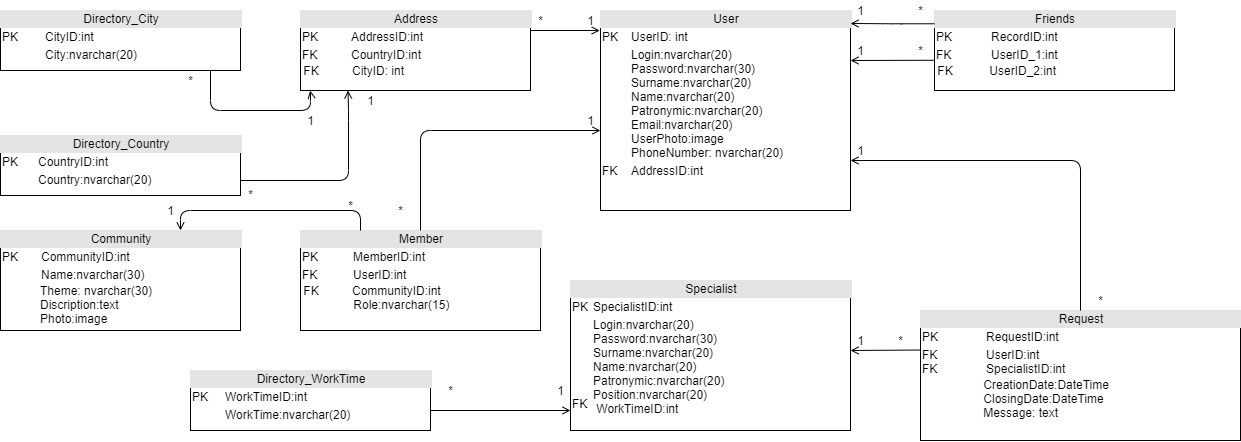 Directory_City
PK CityID:int
City:nvarchar(20)
*
1
Address
PK AddressID:int
FK CountryID:int
FK CityID: int
*
1
1
User
PK UserID: int
Login:nvarchar(20)
Password:nvarchar(30)
Surname:nvarchar(20)
Name:nvarchar(20)
Patronymic:nvarchar(20)
Email:nvarchar(20)
UserPhoto:image
PhoneNumber: nvarchar(20)
FK AddressID:int
1
*
1
*
Friends
PK RecordID:int
FK UserID_1:int
FK UserID_2:int
Directory_Country
PK CountryID:int
Country:nvarchar(20)
*
1
1
1
*
*
Community
PK CommunityID:int
Name:nvarchar(30)
Theme: nvarchar(30)
Discription:text
Photo:image
Member
PK MemberID:int
FK UserID:int
FK CommunityID:int
Role:nvarchar(15)
Specialist
PK SpecialistID:int
Login:nvarchar(20)
Password:nvarchar(30)
Surname:nvarchar(20)
Name:nvarchar(20)
Patronymic:nvarchar(20)
Position:nvarchar(20)
FK WorkTimeID:int
1
*
*
Request
PK RequestID:int
FK UserID:int
FK SpecialistID:int
CreationDate:DateTime
ClosingDate:DateTime
Message: text
Directory_WorkTime
PK WorkTimeID:int
WorkTime:nvarchar(20)
*
1